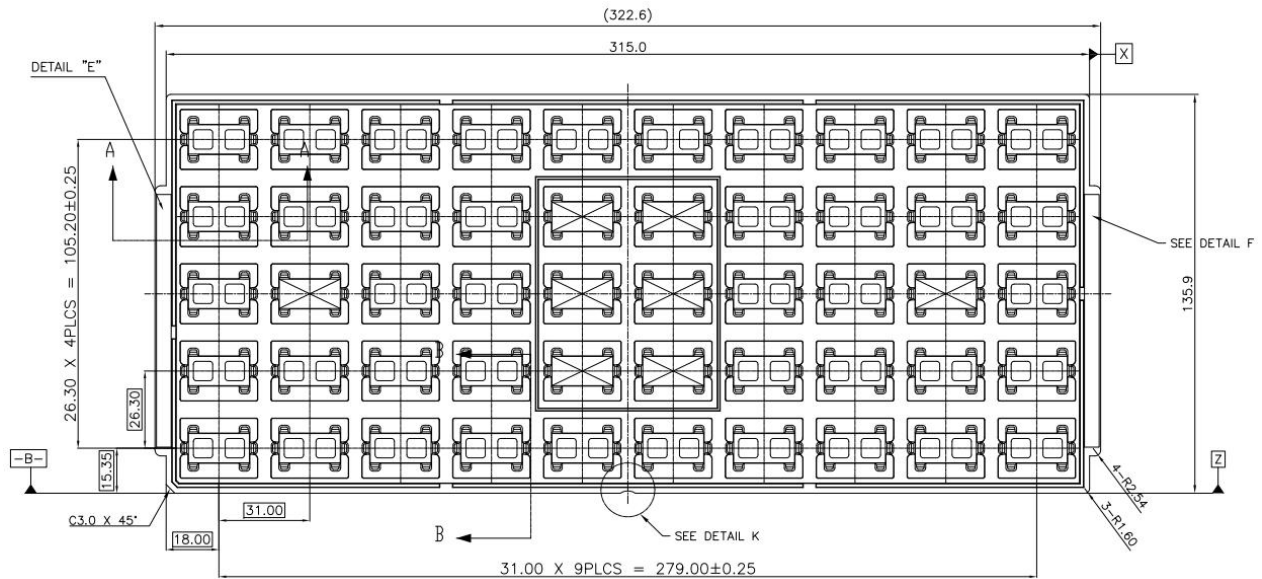 (322.6)
315.0
X
DETAIL "E"
A
A
26.30 X 4PLCS = 105.20±0.25
SEE DETAIL F
135.9
B
26.30
15.35
-B-
Z
4-R2.54
3-R1.60
C3.0 X 45°
31.00
18.00
B
SEE DETAIL K
31.00 X 9PLCS = 279.00±0.25